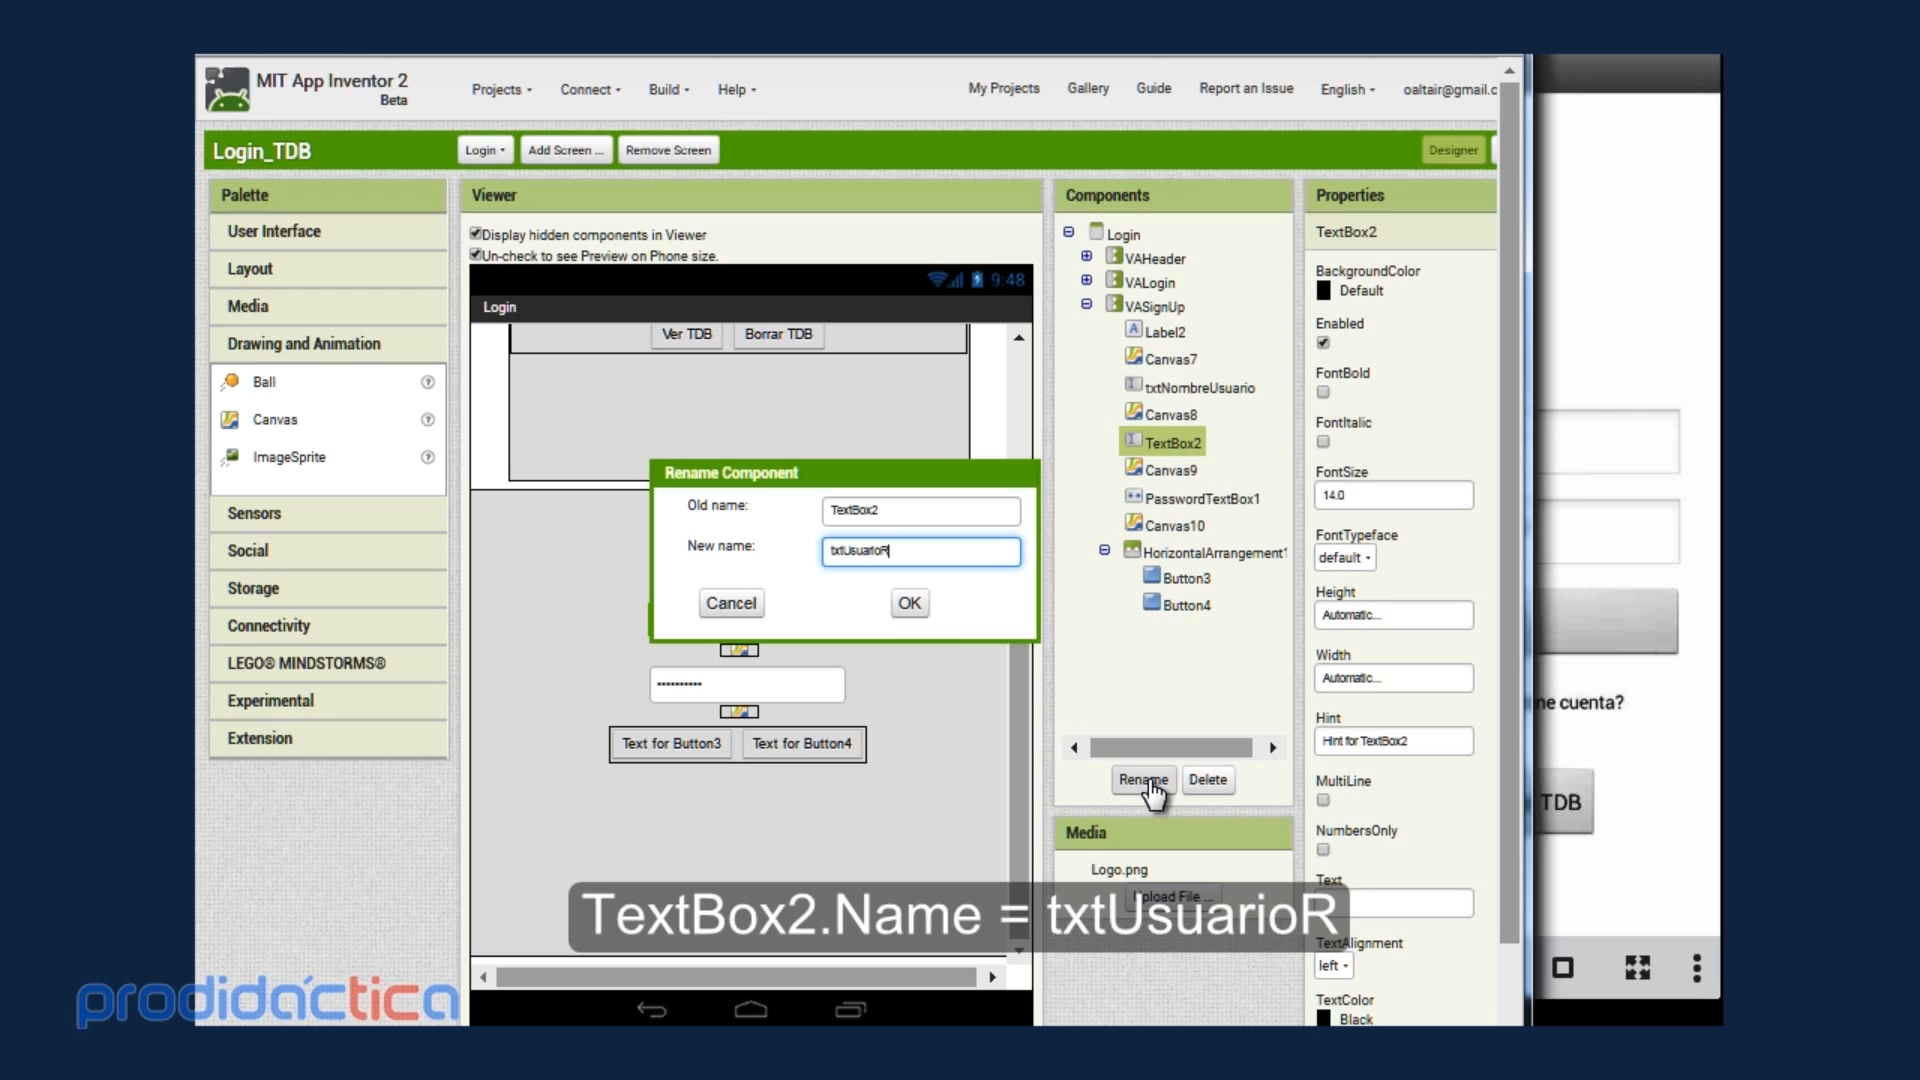 MIT App Inventor 2
Beta
Projects
Connect
Build
Help
My Projects
Gallery
Guide
Report an Issue
English
oaltair@gmail.c
Login_TDB
Login
Add Screen ...
Remove Screen
Designer
Palette
User Interface
Layout
Media
Drawing and Animation
Ball
?
Canvas
?
ImageSprite
?
Sensors
Social
Storage
Connectivity
LEGO® MINDSTORMS®
Experimental
Extension
Viewer
Display hidden components in Viewer
Un-check to see Preview on Phone size.
9:48
Login
Ver TDB
Borrar TDB
Rename Component
Old name:
TextBox2
New name:
txtUsuarioR
Cancel
OK
Text for Button3
Text for Button4
Components
Login
VAHeader
VALogin
VASignUp
Label2
Canvas7
txtNombreUsuario
Canvas8
TextBox2
Canvas9
PasswordTextBox1
Canvas10
HorizontalArrangement1
Button3
Button4
Rename
Delete
Media
Logo.png
Upload File ...
Properties
TextBox2
BackgroundColor
Default
Enabled
FontBold
FontItalic
FontSize
14.0
FontTypeface
default
Height
Automatic...
Width
Automatic...
Hint
Hint for TextBox2
MultiLine
NumbersOnly
Text
TextAlignment
left
TextColor
Black
ne cuenta?
TDB
TextBox2.Name = txtUsuarioR
prodidáctica